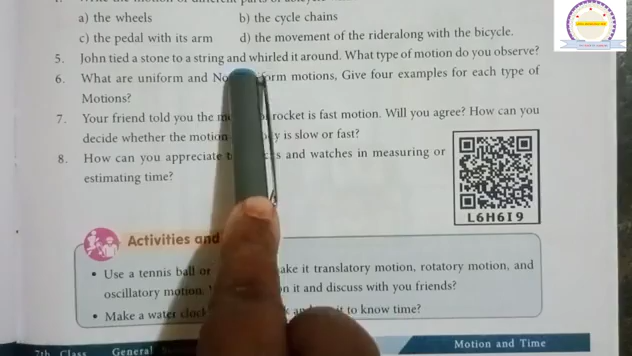 a) the wheels b) the cycle chains
c) the pedal with its arm d) the movement of the rideralong with the bicycle.
5. John tied a stone to a string and whirled it around. What type of motion do you observe?
6. What are uniform and No orm motions, Give four examples for each type of
Motions?
7. Your friend told you the rocket is fast motion. Will you agree? How can you
decide whether the motion y is slow or fast?
8. How can you appreciate and watches in measuring or
estimating time?
L6H6I9
Activities and
• Use a tennis ball or ake it translatory motion, rotatory motion, and
oscillatory motion. n it and discuss with you friends?
• Make a water clock it to know time?
7th Class General Motion and Time